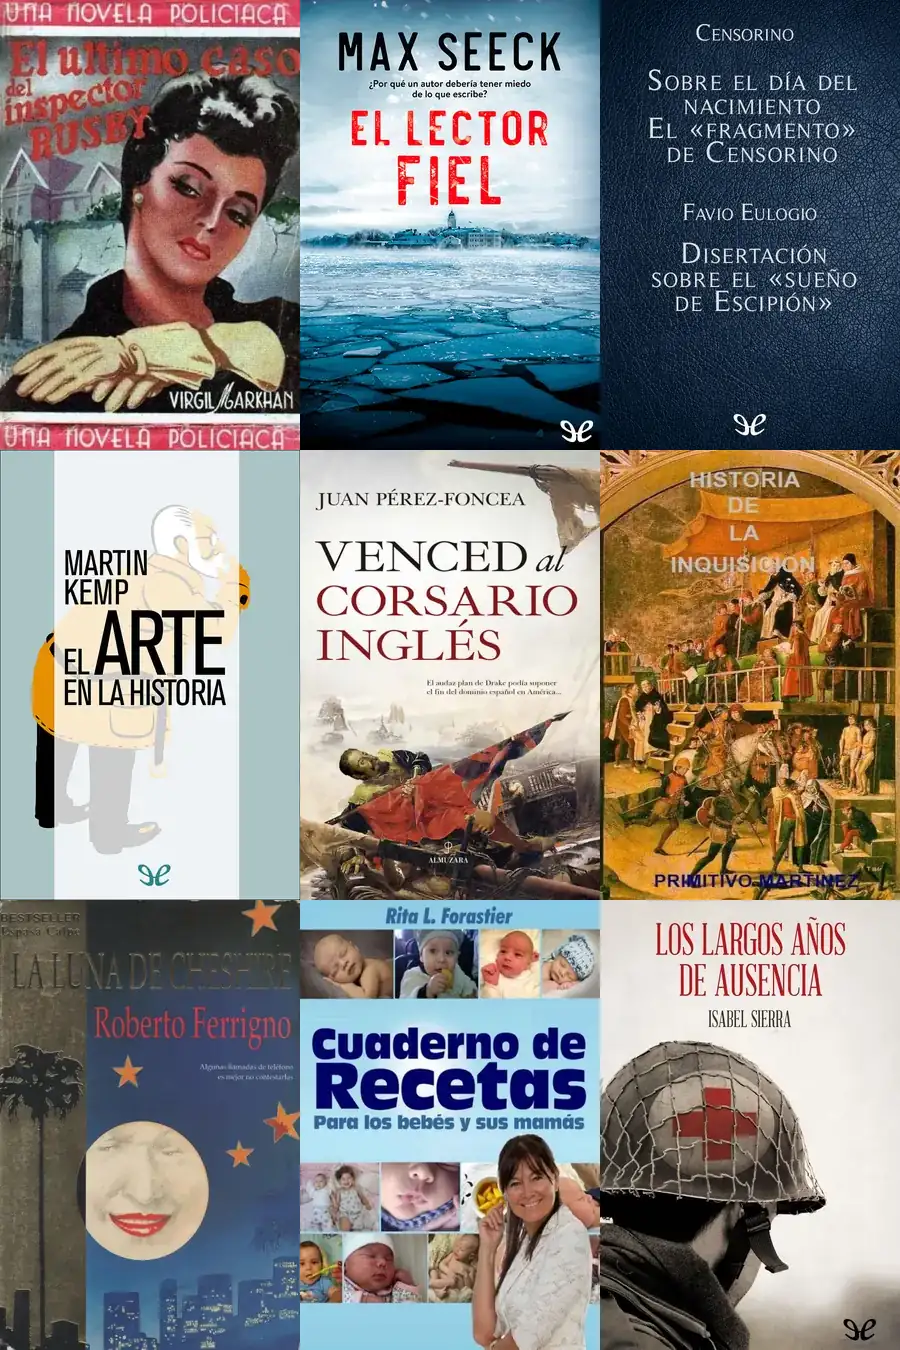 UNA NOVELA POLICIACA
El ultimo caso
del
inspector
RUSBY
VIRGIL MARKHAN
UNA NOVELA POLICIACA
MAX SEECK
¿Por qué un autor debería tener miedo
de lo que escribe?
EL LECTOR
FIEL
CENSORINO
SOBRE EL DÍA DEL
NACIMIENTO
EL «FRAGMENTO»
DE CENSORINO
FAVIO EULOGIO
DISERTACIÓN
SOBRE EL «SUEÑO
DE ESCIPIÓN»
MARTIN
KEMP
EL ARTE
EN LA HISTORIA
JUAN PÉREZ-FONCEA
VENCED al
CORSARIO
INGLÉS
El audaz plan de Drake podía suponer
el fin del dominio español en América...
ALMUZARA
HISTORIA
DE
LA
INQUISICION
PRIMITIVO MARTINEZ
BESTSELLER
Espasa Calpe
LA LUNA DE CHESHIRE
Roberto Ferrigno
Algunas llamadas de teléfono
es mejor no contestarlas
Rita L. Forastier
Cuaderno de
Recetas
Para los bebés y sus mamás
LOS LARGOS AÑOS
DE AUSENCIA
ISABEL SIERRA